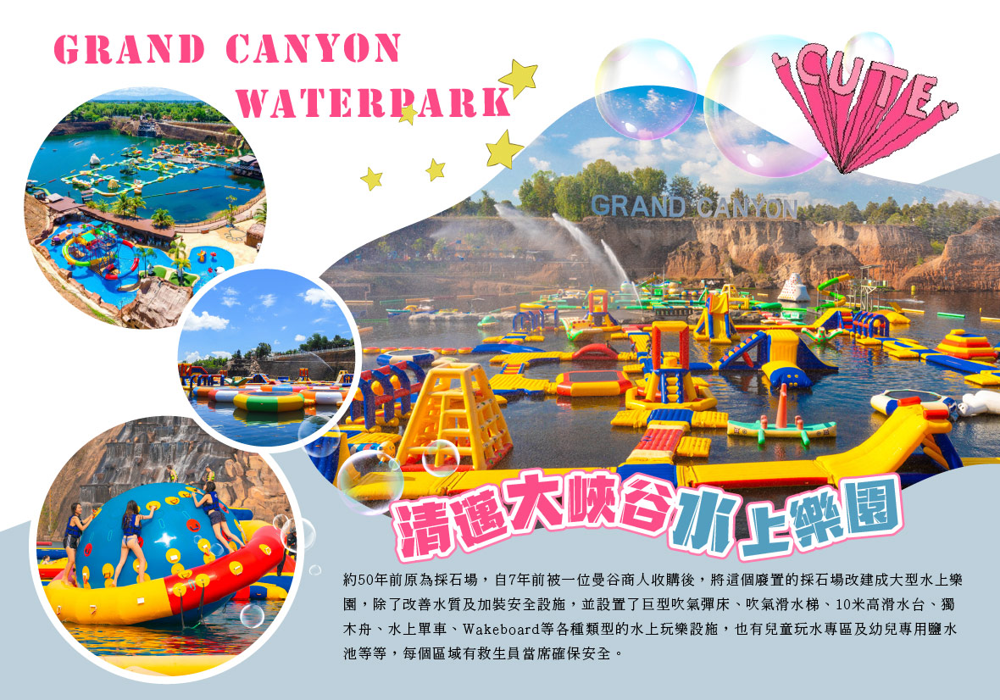 GRAND CANYON
WATERPARK
CUTE
GRAND CANYON
清邁大峽谷水上樂園
約50年前原為採石場，自7年前被一位曼谷商人收購後，將這個廢置的採石場改建成大型水上樂
園，除了改善水質及加裝安全設施，並設置了巨型吹氣彈床、吹氣滑水梯、10米高滑水台、獨
木舟、水上單車、Wakeboard等各種類型的水上玩樂設施，也有兒童玩水專區及幼兒專用鹽水
池等等，每個區域有救生員當席確保安全。